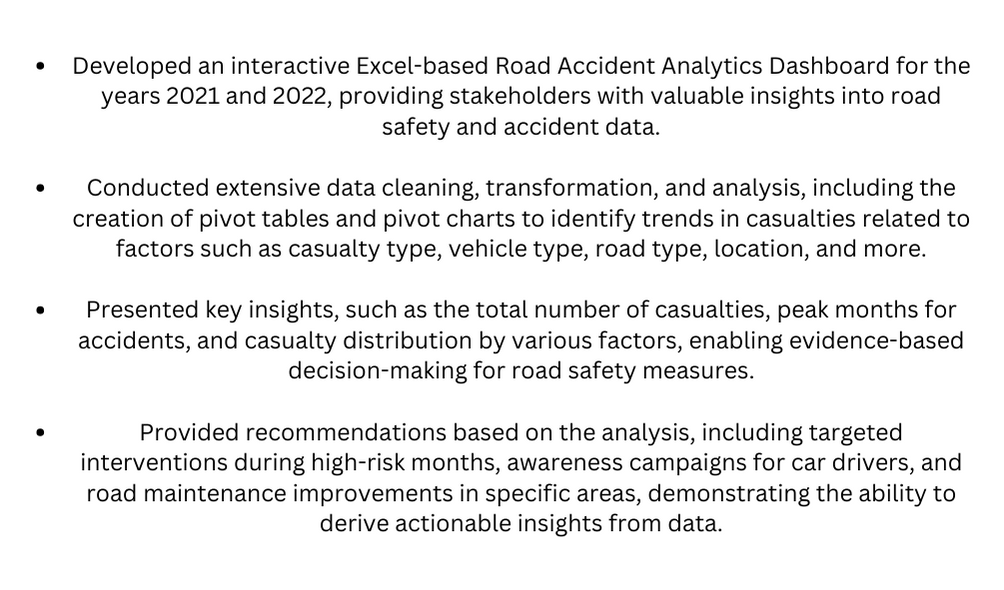 • Developed an interactive Excel-based Road Accident Analytics Dashboard for the
years 2021 and 2022, providing stakeholders with valuable insights into road
safety and accident data.
• Conducted extensive data cleaning, transformation, and analysis, including the
creation of pivot tables and pivot charts to identify trends in casualties related to
factors such as casualty type, vehicle type, road type, location, and more.
• Presented key insights, such as the total number of casualties, peak months for
accidents, and casualty distribution by various factors, enabling evidence-based
decision-making for road safety measures.
• Provided recommendations based on the analysis, including targeted
interventions during high-risk months, awareness campaigns for car drivers, and
road maintenance improvements in specific areas, demonstrating the ability to
derive actionable insights from data.